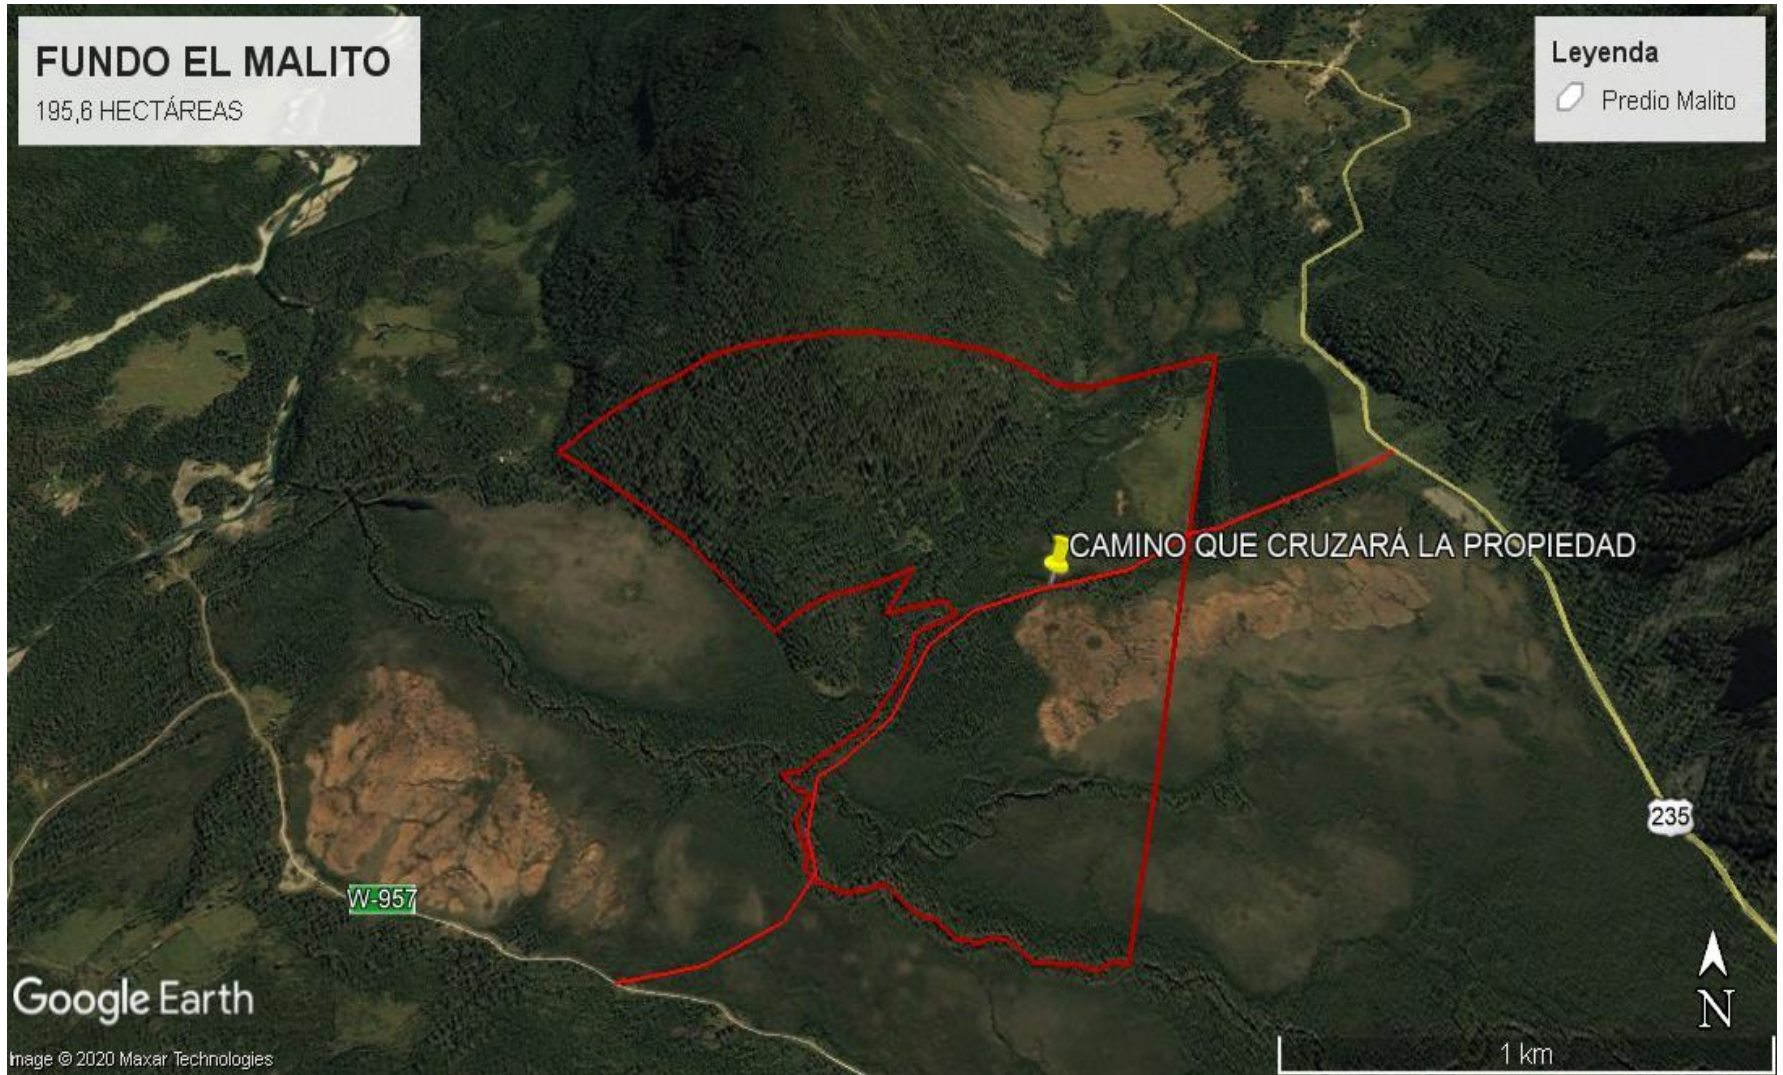 FUNDO EL MALITO
195,6 HECTÁREAS
Leyenda
Predio Malito
CAMINO QUE CRUZARÁ LA PROPIEDAD
235
W-957
Google Earth
N
Image © 2020 Maxar Technologies
1 km